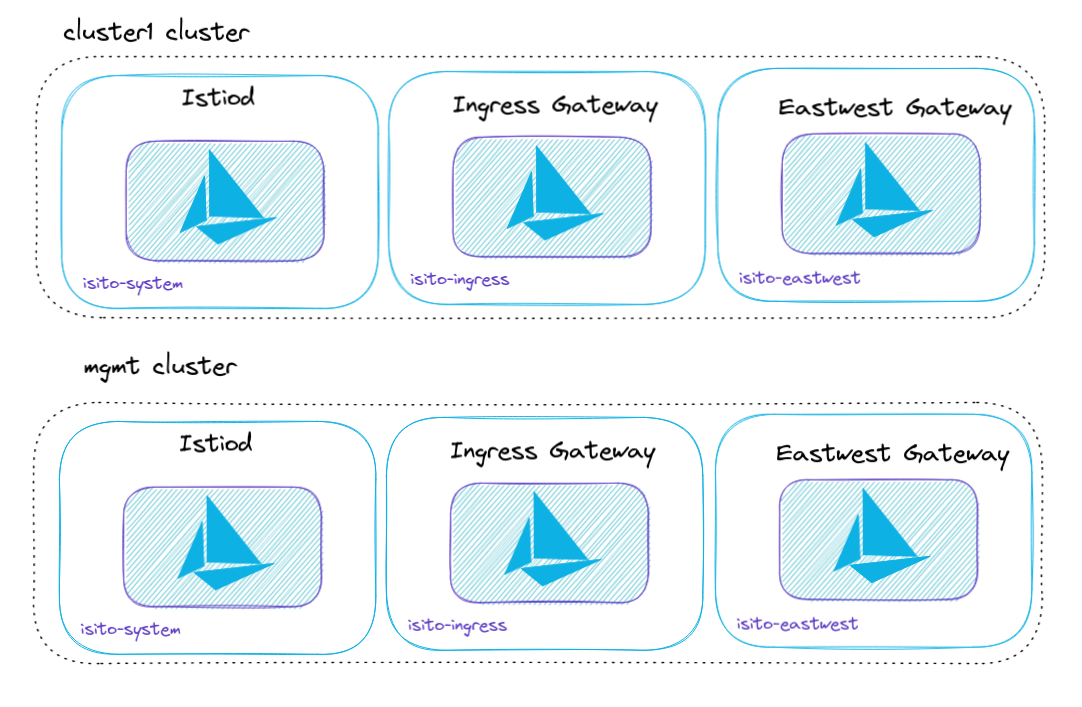 cluster1 cluster
Istiod
Ingress Gateway
Eastwest Gateway
isito-system
isito-ingress
isito-eastwest
mgmt cluster
Istiod
Ingress Gateway
Eastwest Gateway
isito-system
isito-ingress
isito-eastwest